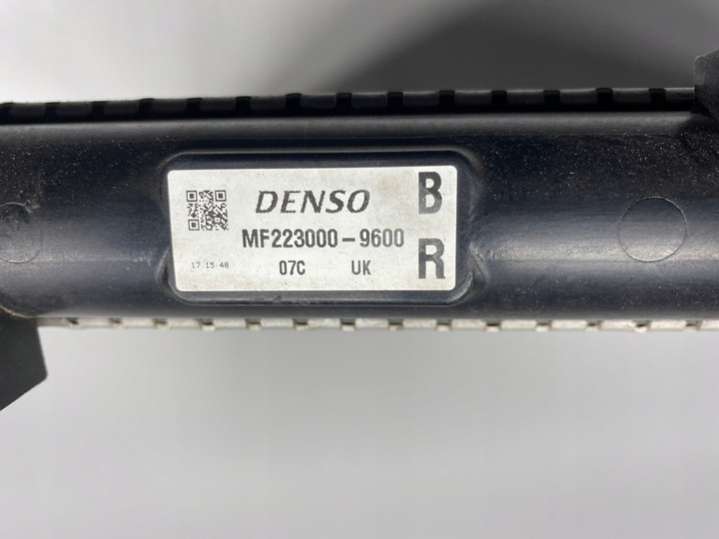 DENSO B
MF223000-9600
R
17 15 48 07C UK